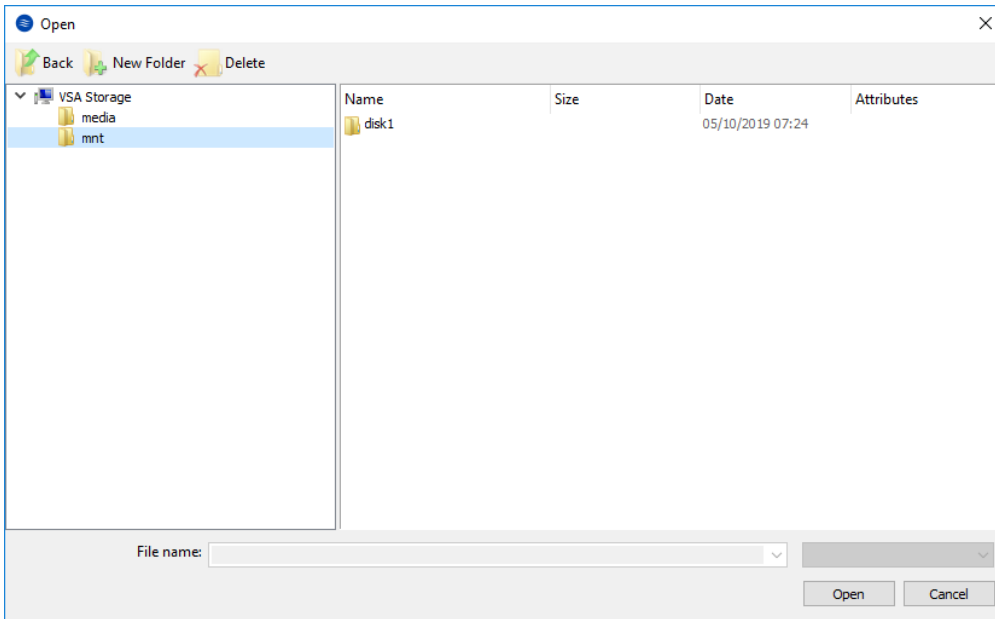 Open
Back New Folder Delete
VSA Storage
media
mnt
Name Size Date Attributes
disk1 05/10/2019 07:24
File name:
Open Cancel